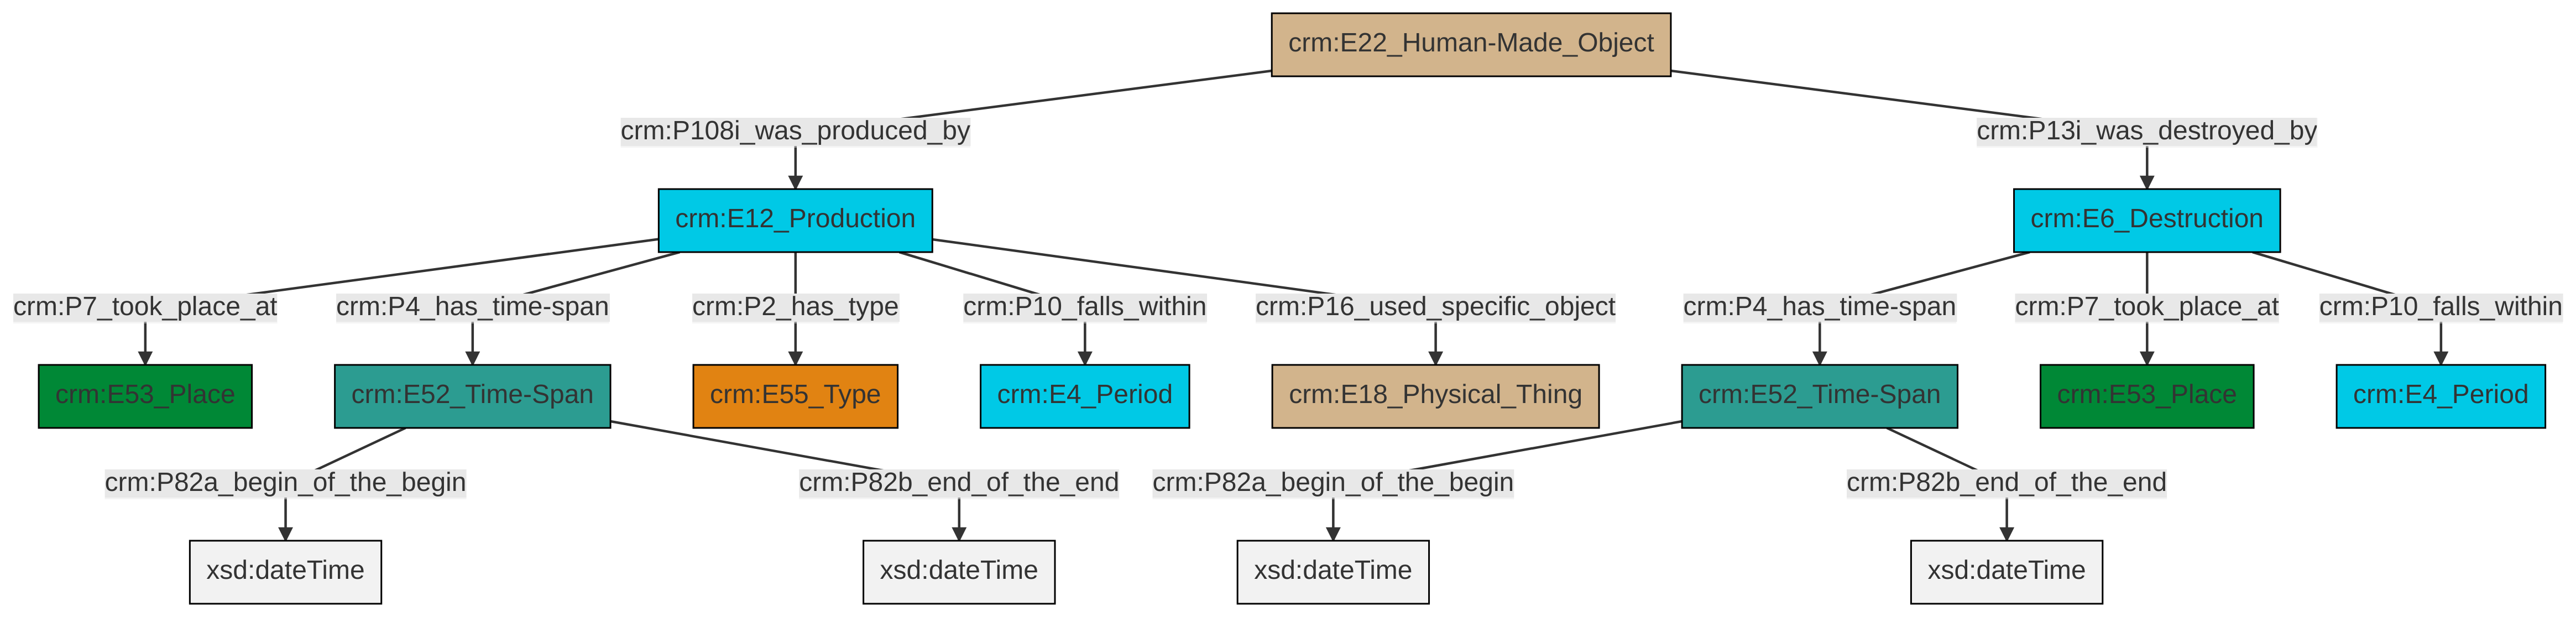 crm:E22_Human-Made_Object
crm:P108i_was_produced_by
crm:P13i_was_destroyed_by
crm:E12_Production
crm:E6_Destruction
crm:P7_took_place_at
crm:P4_has_time-span
crm:P2_has_type
crm:P10_falls_within
crm:P16_used_specific_object
crm:P4_has_time-span
crm:P7_took_place_at
crm:P10_falls_within
crm:E53_Place
crm:E52_Time-Span
crm:E55_Type
crm:E4_Period
crm:E18_Physical_Thing
crm:E52_Time-Span
crm:E53_Place
crm:E4_Period
crm:P82a_begin_of_the_begin
crm:P82b_end_of_the_end
crm:P82a_begin_of_the_begin
crm:P82b_end_of_the_end
xsd:dateTime
xsd:dateTime
xsd:dateTime
xsd:dateTime